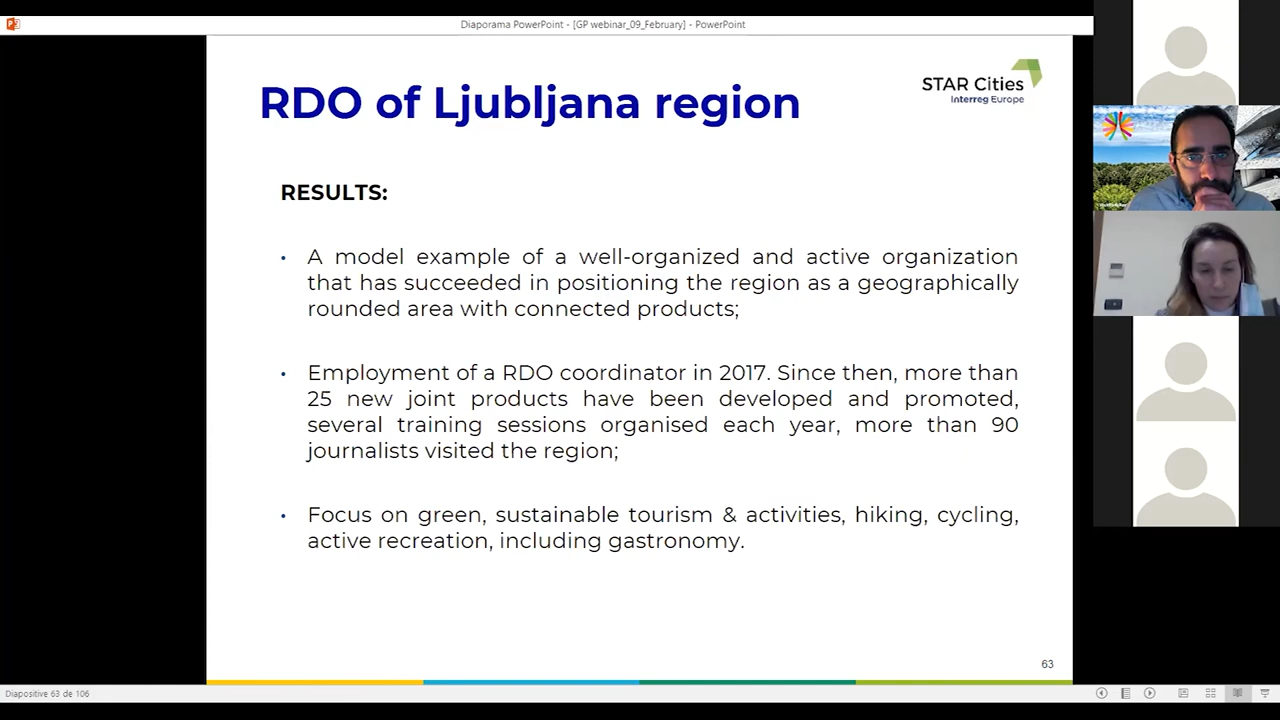 Diaporama PowerPoint - [GP webinar_09_February] - PowerPoint
RDO of Ljubljana region
STAR Cities
Interreg Europe
RESULTS:
• A model example of a well-organized and active organization
that has succeeded in positioning the region as a geographically
rounded area with connected products;
• Employment of a RDO coordinator in 2017. Since then, more than
25 new joint products have been developed and promoted,
several training sessions organised each year, more than 90
journalists visited the region;
• Focus on green, sustainable tourism & activities, hiking, cycling,
active recreation, including gastronomy.
63
Diapositive 63 de 106